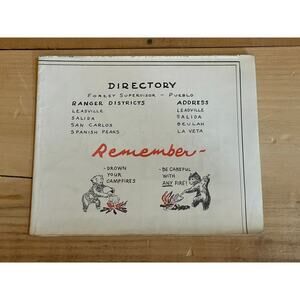 DIRECTORY
FOREST SUPERVISOR - PUEBLO
RANGER DISTRICTS ADDRESS
LEADVILLE LEADVILLE
SALIDA SALIDA
SAN CARLOS BEULAH
SPANISH PEAKS LA VETA
Remember-
- DROWN YOUR CAMPFIRES
- BE CAREFUL WITH ANY FIRE!